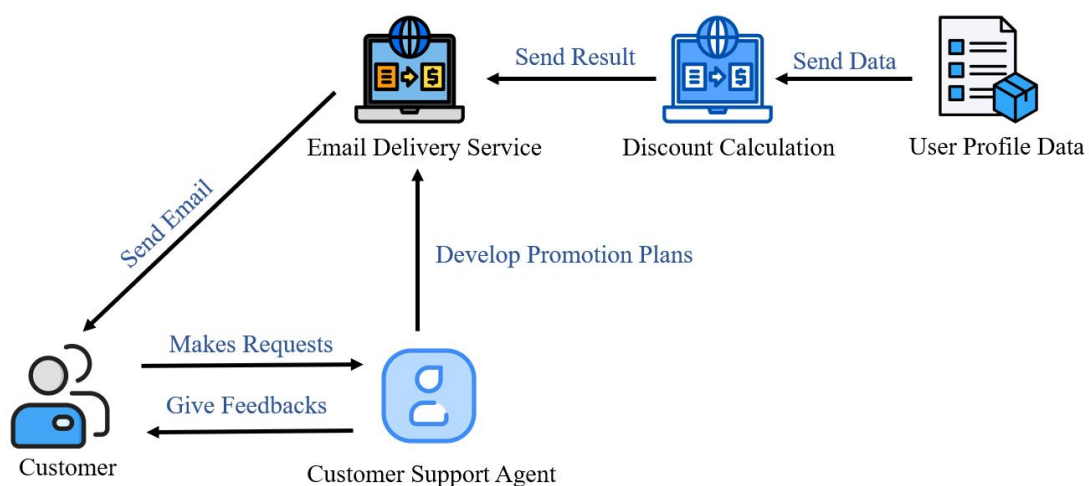 Send Result
Send Data
Email Delivery Service
Discount Calculation
User Profile Data
Send Email
Develop Promotion Plans
Makes Requests
Give Feedbacks
Customer
Customer Support Agent